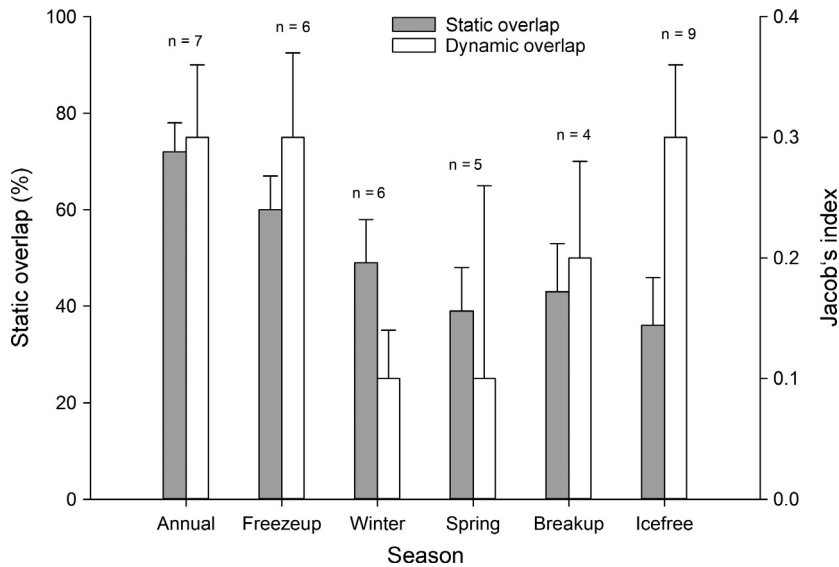 100
80
60
40
20
0
Static overlap (%)
n = 7
n = 6
n = 6
n = 5
n = 4
n = 9
Static overlap
Dynamic overlap
0.4
0.3
0.2
0.1
0.0
Jacob's index
Annual Freezeup Winter Spring Breakup Icefree
Season